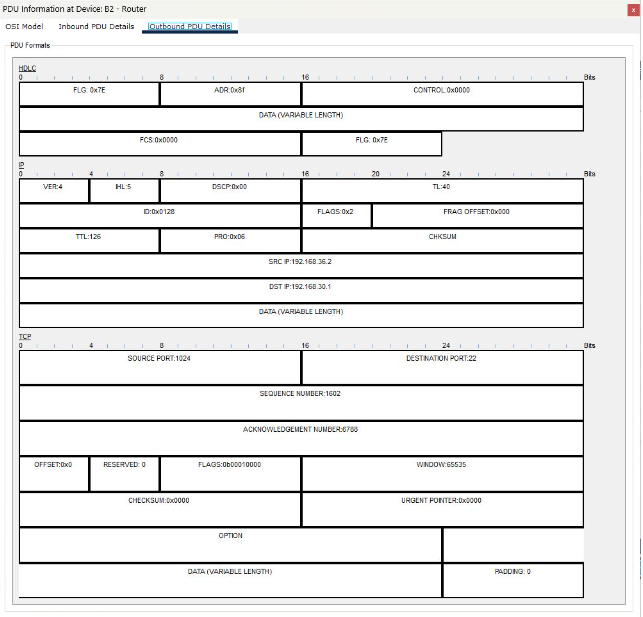 PDU Information at Device: B2 - Router x
OSI Model Inbound PDU Details Outbound PDU Details
PDU Formats
HDLC
0 8 16 Bits
FLG: 0x7E ADR:0x8f CONTROL:0x0000
DATA (VARIABLE LENGTH)
FCS:0x0000 FLG: 0x7E
IP
0 4 8 16 20 24 Bits
VER:4 IHL:5 DSCP:0x00 TL:40
ID:0x0128 FLAGS:0x2 FRAG OFFSET:0x000
TTL:126 PRO:0x06 CHKSUM
SRC IP:192.168.36.2
DST IP:192.168.30.1
DATA (VARIABLE LENGTH)
TCP
0 4 8 16 24 Bits
SOURCE PORT:1024 DESTINATION PORT:22
SEQUENCE NUMBER:1602
ACKNOWLEDGEMENT NUMBER:6788
OFFSET:0x0 RESERVED: 0 FLAGS:0b00010000 WINDOW:65535
CHECKSUM:0x0000 URGENT POINTER:0x0000
OPTION
DATA (VARIABLE LENGTH) PADDING: 0